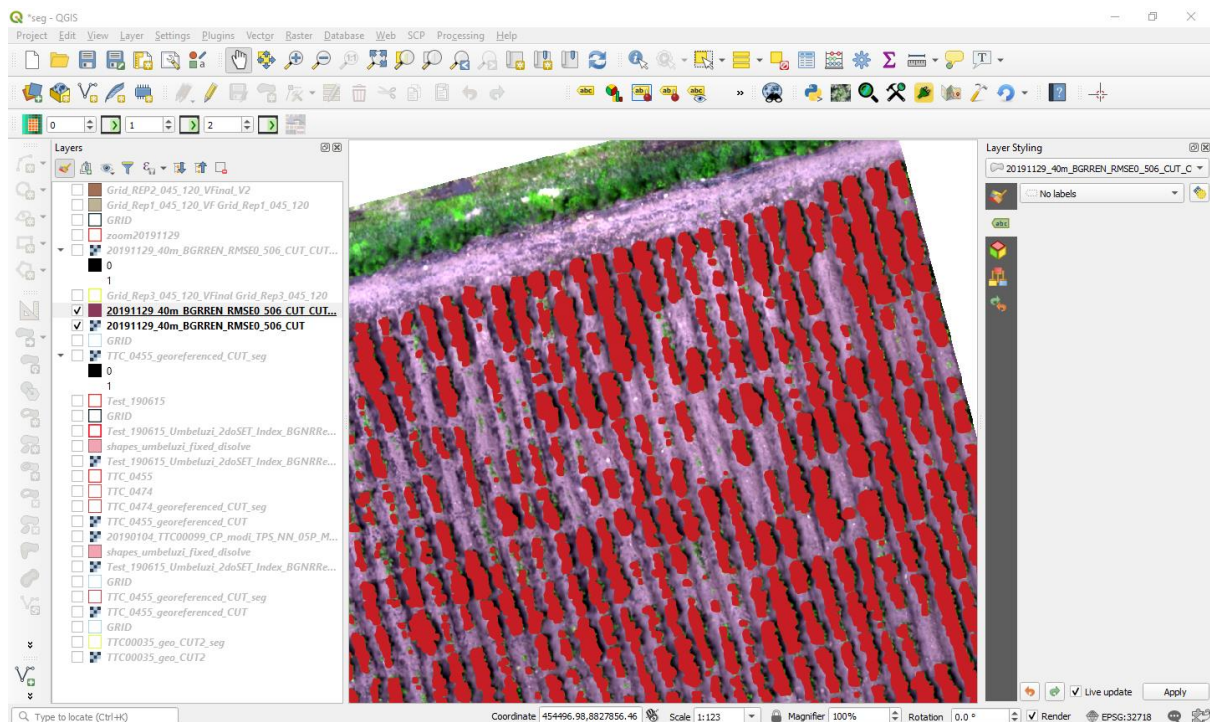 *seg - QGIS
Project Edit View Layer Settings Plugins Vector Raster Database Web SCP Processing Help
0 1 2
Layers
Grid_REP2_045_120_VFinal_V2
Grid_Rep1_045_120_VF Grid_Rep1_045_120
GRID
zoom20191129
20191129_40m_BGRREN_RMSE0_506_CUT_CUT...
0
1
Grid_Rep3_045_120_VFinal Grid_Rep3_045_120
20191129_40m_BGRREN_RMSE0_506_CUT_CUT...
20191129_40m_BGRREN_RMSE0_506_CUT
GRID
TTC_0455_georeferenced_CUT_seg
0
1
Test_190615
GRID
Test_190615_Umbeluzi_2doSET_Index_BGNRRe...
shapes_umbeluzi_fixed_disolve
Test_190615_Umbeluzi_2doSET_Index_BGNRRe...
TTC_0455
TTC_0474
TTC_0474_georeferenced_CUT_seg
TTC_0455_georeferenced_CUT
20190104_TTC00099_CP_modi_TPS_NN_05P_M...
shapes_umbeluzi_fixed_disolve
Test_190615_Umbeluzi_2doSET_Index_BGNRRe...
GRID
TTC_0455_georeferenced_CUT_seg
TTC_0455_georeferenced_CUT
GRID
TTC00035_geo_CUT2_seg
TTC00035_geo_CUT2
Layer Styling
20191129_40m_BGRREN_RMSE0_506_CUT_C
abc
No labels
Live update Apply
Type to locate (Ctrl+K)
Coordinate 454496.98,8827856.46 Scale 1:123 Magnifier 100% Rotation 0.0 ° Render EPSG:32718